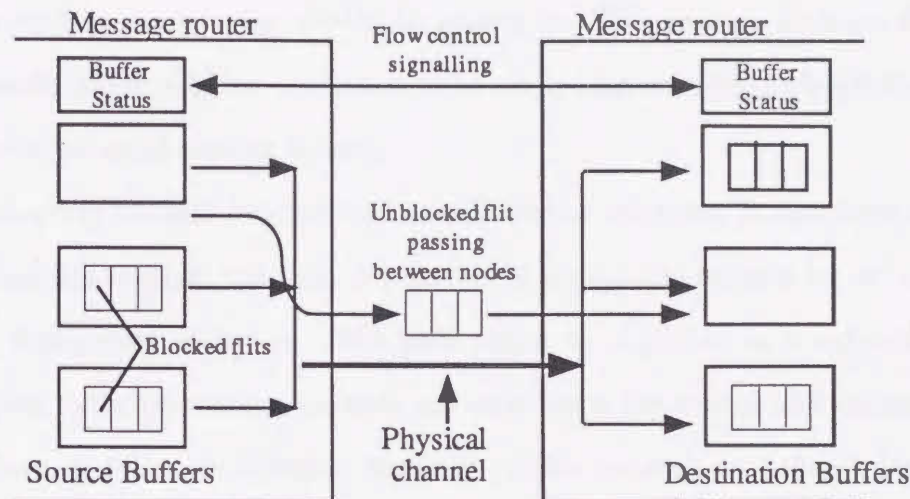 Message router
Flow control
signalling
Message router
Buffer
Status
Buffer
Status
Unblocked flit
passing
between nodes
Blocked flits
Physical
channel
Source Buffers
Destination Buffers